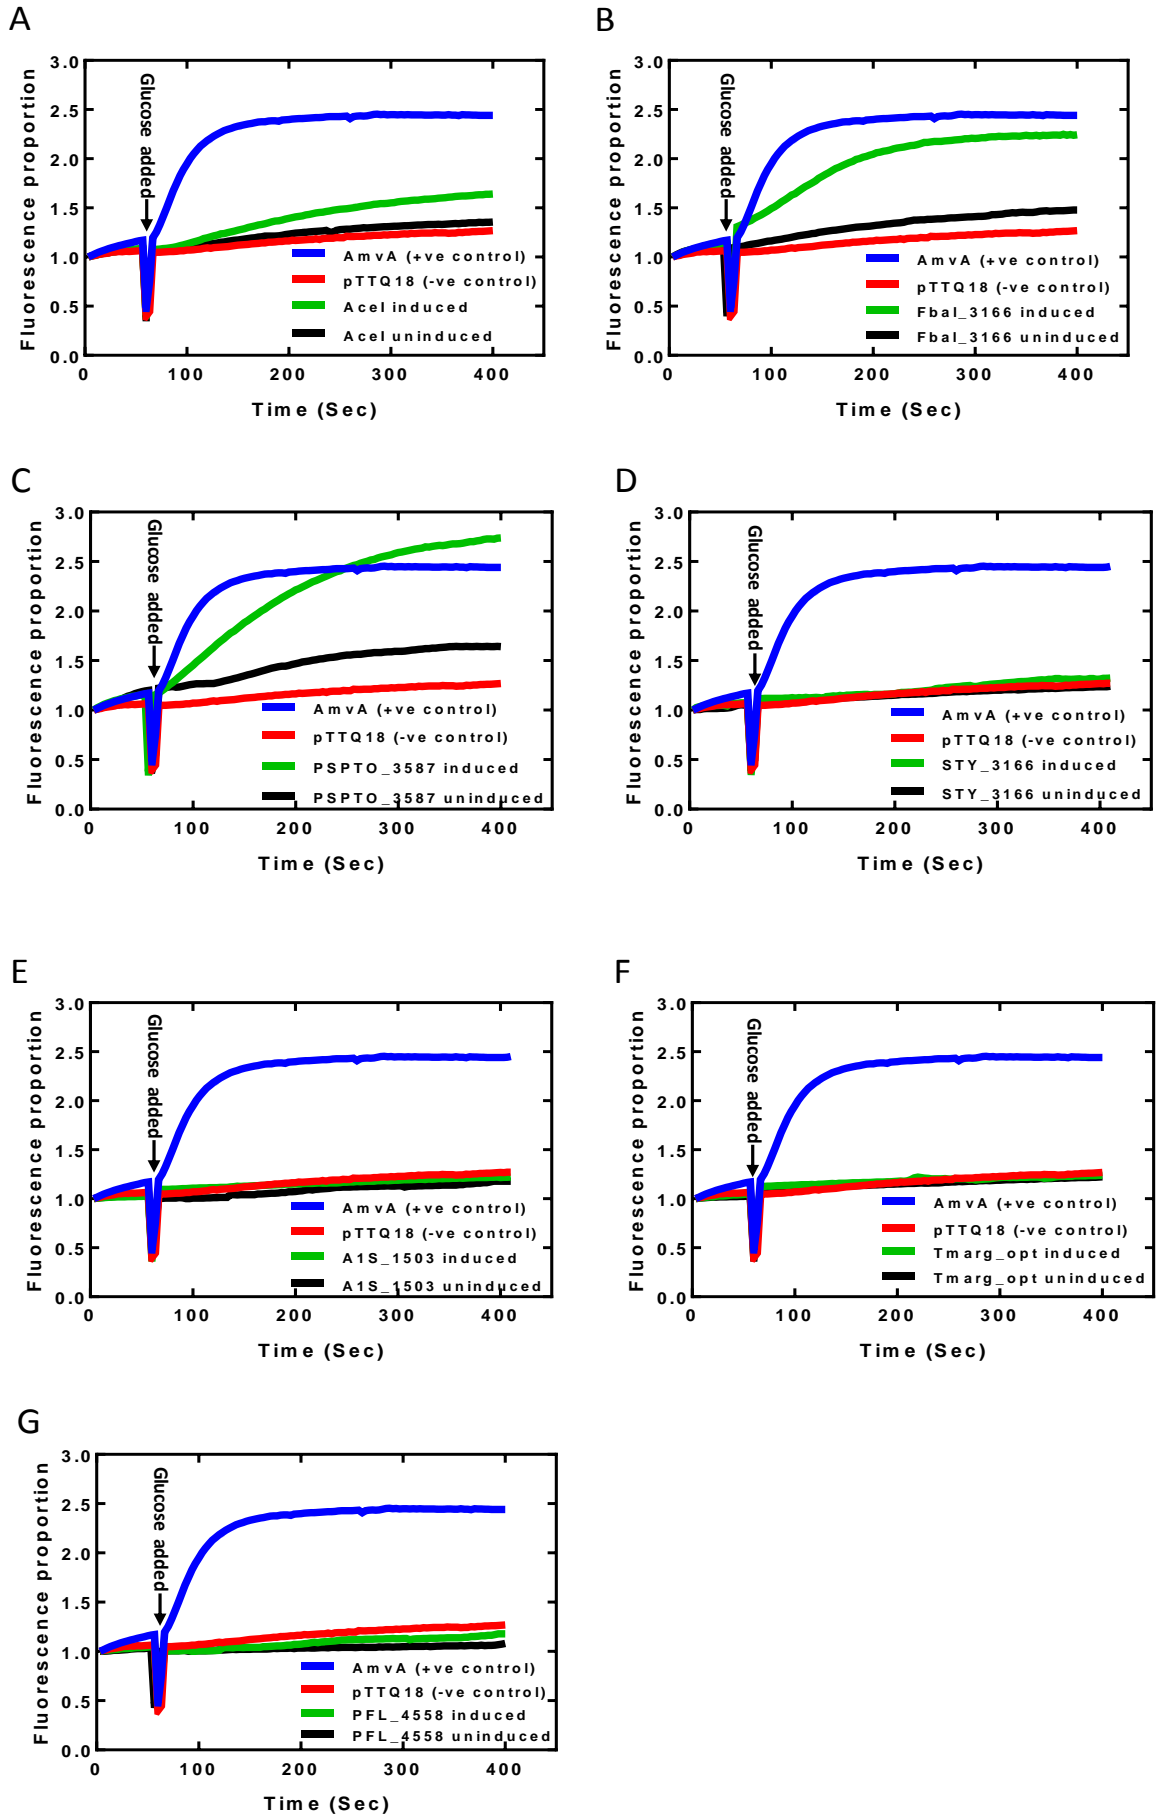 A
Fluorescence proportion
3.0
2.5
2.0
1.5
1.0
0.5
0.0
Glucose added
AmvA (+ve control)
pTTQ18 (-ve control)
AceI induced
AceI uninduced
0 100 200 300 400
Time (Sec)
B
Fluorescence proportion
3.0
2.5
2.0
1.5
1.0
0.5
0.0
Glucose added
AmvA (+ve control)
pTTQ18 (-ve control)
Fbal_3166 induced
Fbal_3166 uninduced
0 100 200 300 400
Time (Sec)
C
Fluorescence proportion
3.0
2.5
2.0
1.5
1.0
0.5
0.0
Glucose added
AmvA (+ve control)
pTTQ18 (-ve control)
PSPTO_3587 induced
PSPTO_3587 uninduced
0 100 200 300 400
Time (Sec)
D
Fluorescence proportion
3.0
2.5
2.0
1.5
1.0
0.5
0.0
Glucose added
AmvA (+ve control)
pTTQ18 (-ve control)
STY_3166 induced
STY_3166 uninduced
0 100 200 300 400
Time (Sec)
E
Fluorescence proportion
3.0
2.5
2.0
1.5
1.0
0.5
0.0
Glucose added
AmvA (+ve control)
pTTQ18 (-ve control)
A1S_1503 induced
A1S_1503 uninduced
0 100 200 300 400
Time (Sec)
F
Fluorescence proportion
3.0
2.5
2.0
1.5
1.0
0.5
0.0
Glucose added
AmvA (+ve control)
pTTQ18 (-ve control)
Tmarg_opt induced
Tmarg_opt uninduced
0 100 200 300 400
Time (Sec)
G
Fluorescence proportion
3.0
2.5
2.0
1.5
1.0
0.5
0.0
Glucose added
AmvA (+ve control)
pTTQ18 (-ve control)
PFL_4558 induced
PFL_4558 uninduced
0 100 200 300 400
Time (Sec)